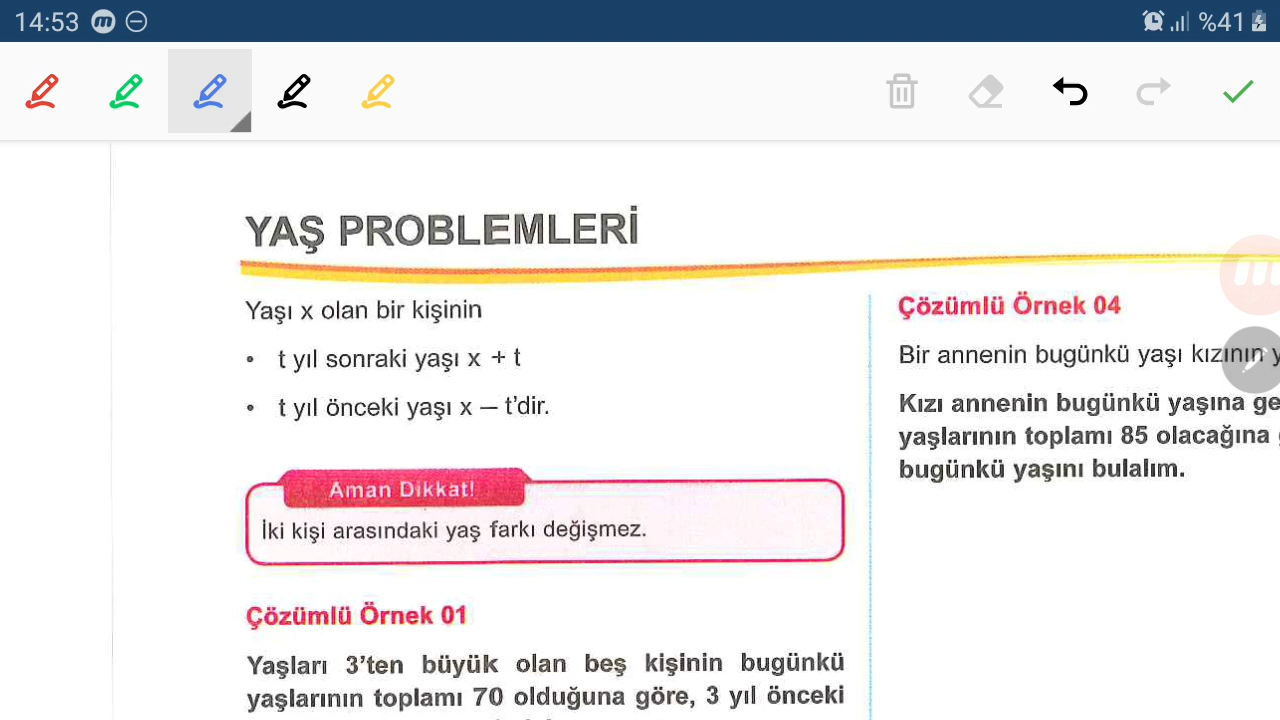 14:53
%41
YAŞ PROBLEMLERİ
Yaşı x olan bir kişinin
• t yıl sonraki yaşı x + t
• t yıl önceki yaşı x – t’dir.
Aman Dikkat!
İki kişi arasındaki yaş farkı değişmez.
Çözümlü Örnek 01
Yaşları 3’ten büyük olan beş kişinin bugünkü
yaşlarının toplamı 70 olduğuna göre, 3 yıl önceki
Çözümlü Örnek 04
Bir annenin bugünkü yaşı kızının
Kızı annenin bugünkü yaşına
yaşlarının toplamı 85 olacağına
bugünkü yaşını bulalım.